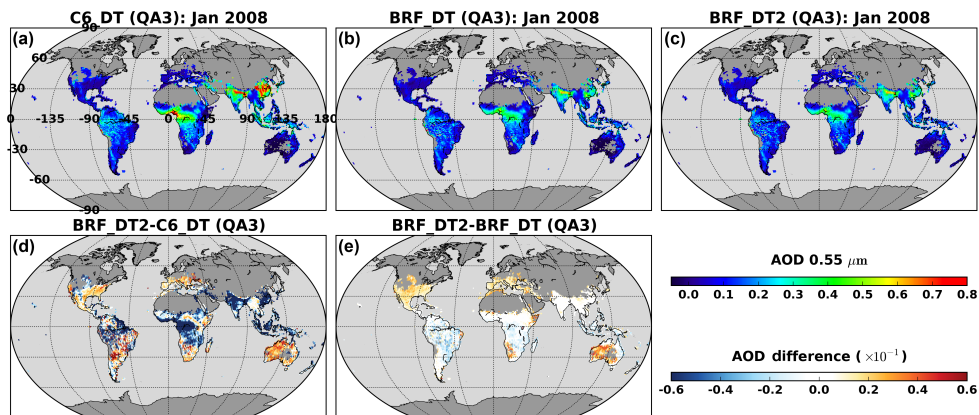 C6_DT (QA3): Jan 2008
BRF_DT (QA3): Jan 2008
BRF_DT2 (QA3): Jan 2008
90
(a)
(b)
(c)
60
30
0 -135 -90 -45 0 45 90 135 180
-30
-60
-90
BRF_DT2-C6_DT (QA3)
BRF_DT2-BRF_DT (QA3)
(d)
(e)
AOD 0.55 μm
0.0 0.1 0.2 0.3 0.4 0.5 0.6 0.7 0.8
AOD difference (×10⁻¹)
-0.6 -0.4 -0.2 0.0 0.2 0.4 0.6